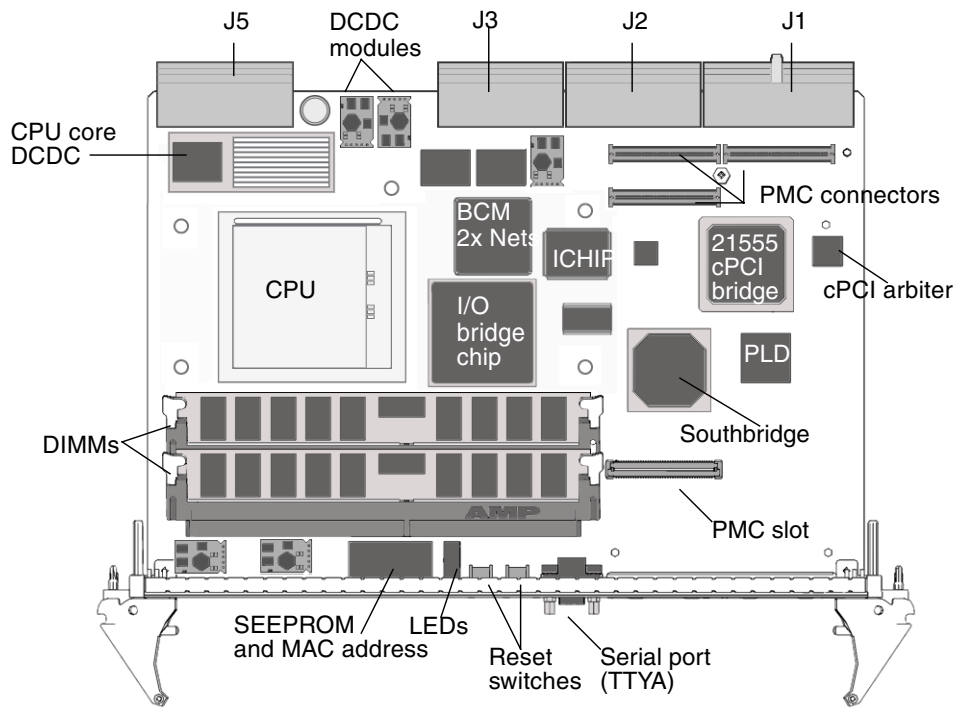 J5
DCDC
modules
J3
J2
J1
CPU core
DCDC
PMC connectors
BCM
2x Nets
ICHIP
21555
cPCI
bridge
cPCI arbiter
CPU
I/O
bridge
chip
PLD
Southbridge
DIMMs
AMP
PMC slot
SEEPROM
and MAC address
LEDs
Reset
switches
Serial port
(TTYA)